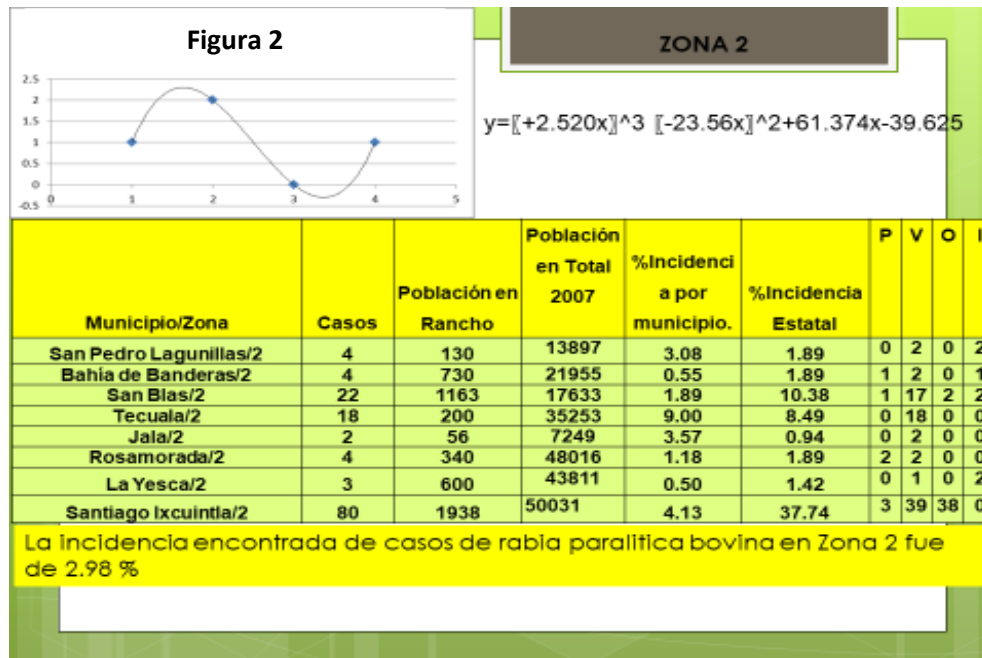 Figura 2
ZONA 2
2.5
2
1.5
1
0.5
0
-0.5
0 1 2 3 4 5
y=〖+2.520x〗^3 〖-23.56x〗^2+61.374x-39.625
Municipio/Zona Casos Población en Rancho Población en Total 2007 %Incidencia por municipio. %Incidencia Estatal P V O I
San Pedro Lagunillas/2 4 130 13897 3.08 1.89 0 2 0 2
Bahía de Banderas/2 4 730 21955 0.55 1.89 1 2 0 1
San Blas/2 22 1163 17633 1.89 10.38 1 17 2 2
Tecuala/2 18 200 35253 9.00 8.49 0 18 0 0
Jala/2 2 56 7249 3.57 0.94 0 2 0 0
Rosamorada/2 4 340 48016 1.18 1.89 2 2 0 0
La Yesca/2 3 600 43811 0.50 1.42 0 1 0 2
Santiago Ixcuintla/2 80 1938 50031 4.13 37.74 3 39 38 0
La incidencia encontrada de casos de rabia paralitica bovina en Zona 2 fue
de 2.98 %